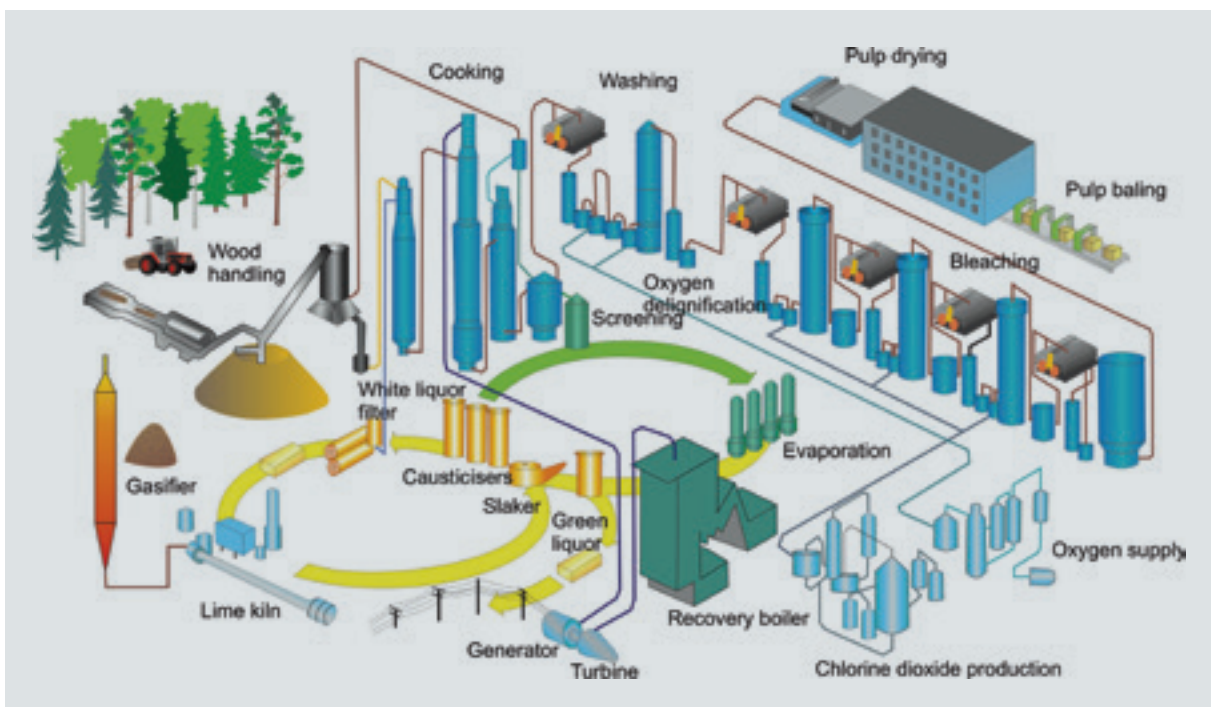 Pulp drying
Cooking
Washing
Pulp baling
Wood
handling
Bleaching
Oxygen
delignification
Screening
White liquor
filter
Evaporation
Causticisers
Gasifier
Slaker
Green
liquor
Oxygen supply
Lime kiln
Recovery boiler
Generator
Turbine
Chlorine dioxide production